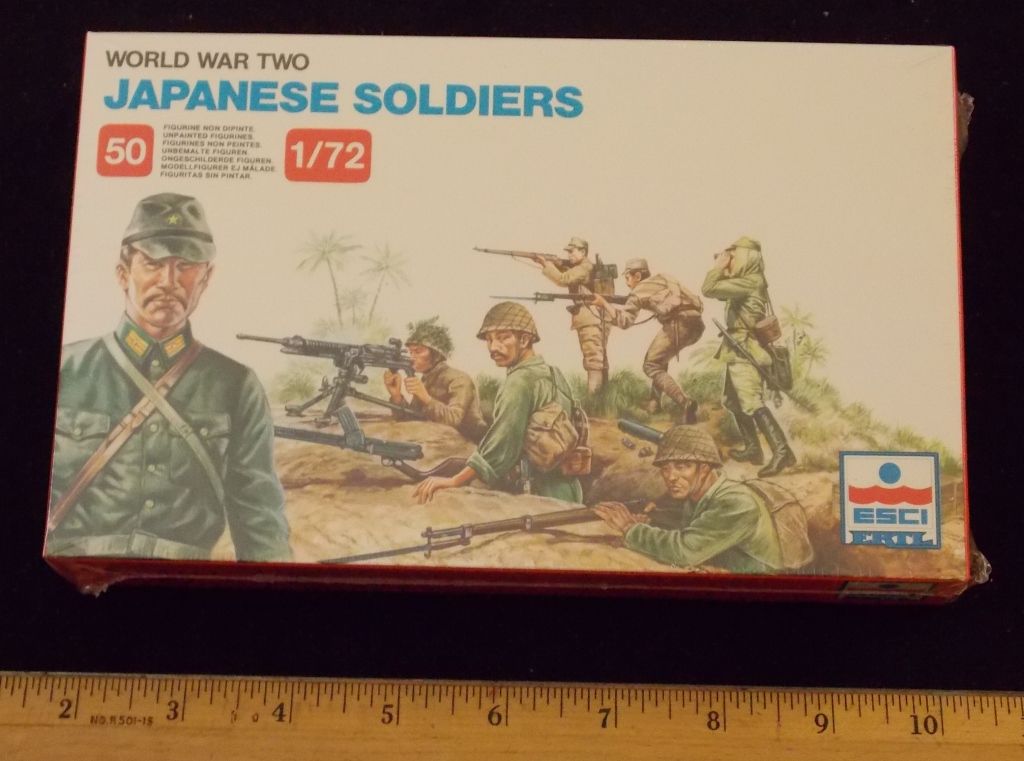 WORLD WAR TWO
JAPANESE SOLDIERS
50
FIGURINE NON DIPINTE.
UNPAINTED FIGURINES.
FIGURINES NON PEINTES.
UNBEMALTE FIGUREN.
ONGESCHILDERDE FIGUREN.
MODELLFIGURER EJ MÅLADE.
FIGURITAS SIN PINTAR.
1/72
ESCI
ERTL
2 3 4 5 6 7 8 9 10
NO. R 501-15